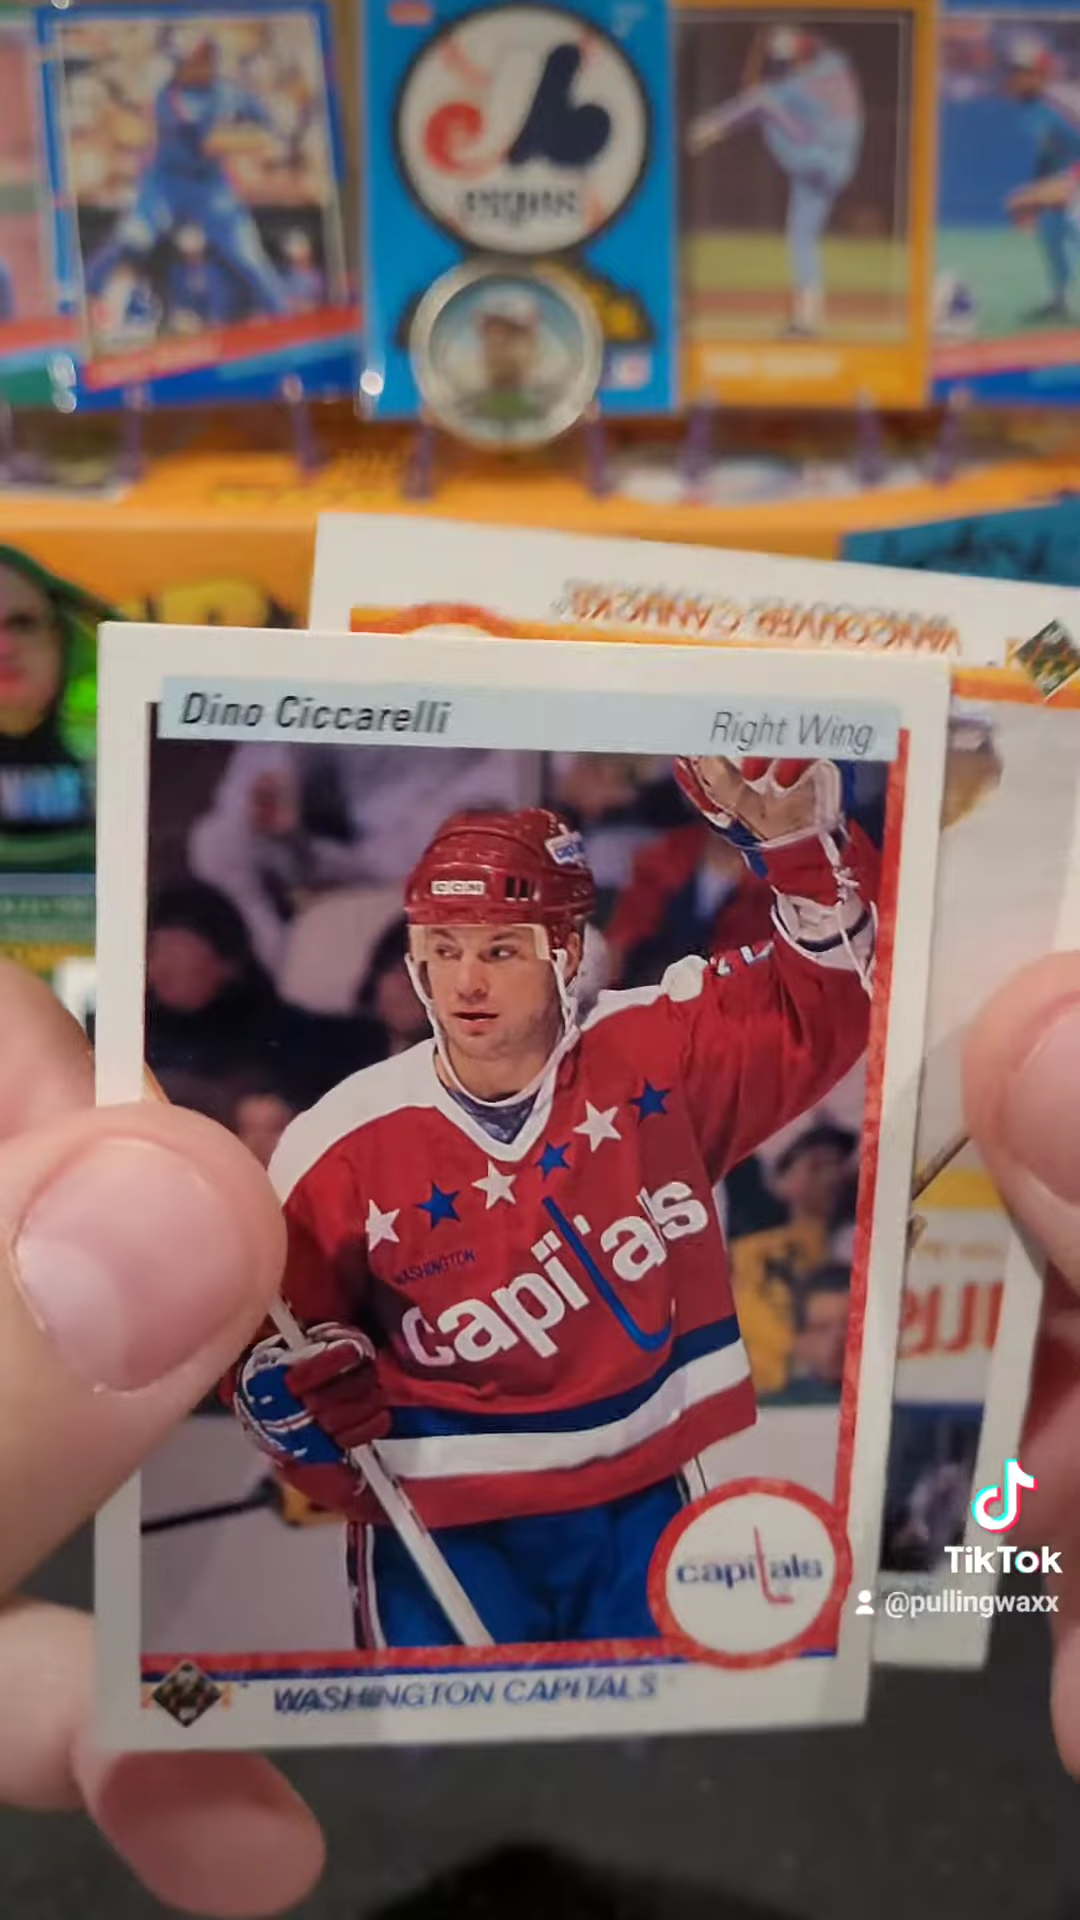 expos
VANCOUVER CANUCKS
Dino Ciccarelli
Right Wing
CCM
WASHINGTON
capitals
capitals
WASHINGTON CAPITALS
TikTok
@pullingwaxx